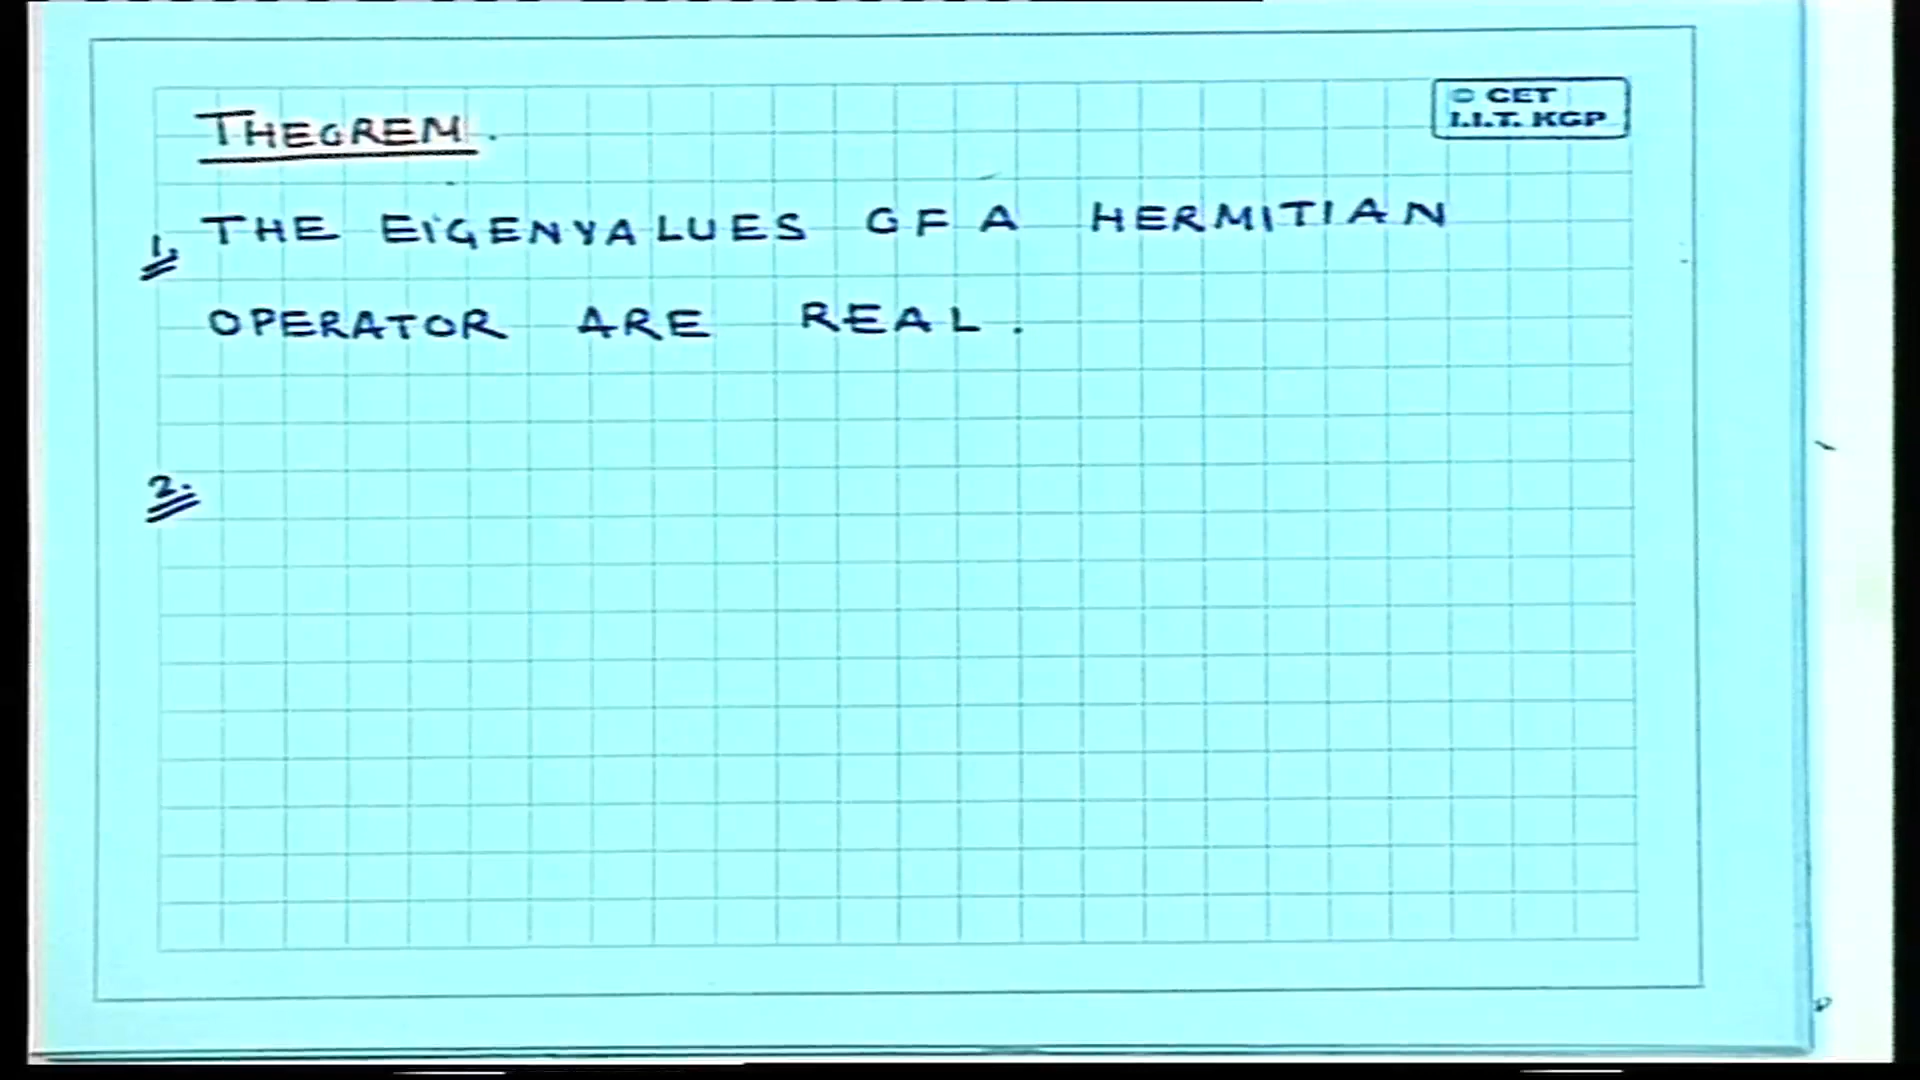 THEOREM.
© CET
I.I.T. KGP
1. THE EIGENVALUES OF A HERMITIAN
OPERATOR ARE REAL.
2.